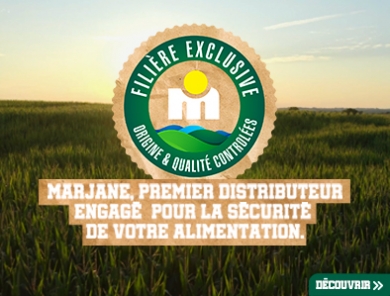 FILIÈRE EXCLUSIVE
m
ORIGINE & QUALITÉ CONTRÔLÉES
MARJANE, PREMIER DISTRIBUTEUR
ENGAGÉ POUR LA SÉCURITÉ
DE VOTRE ALIMENTATION.
DÉCOUVRIR >>